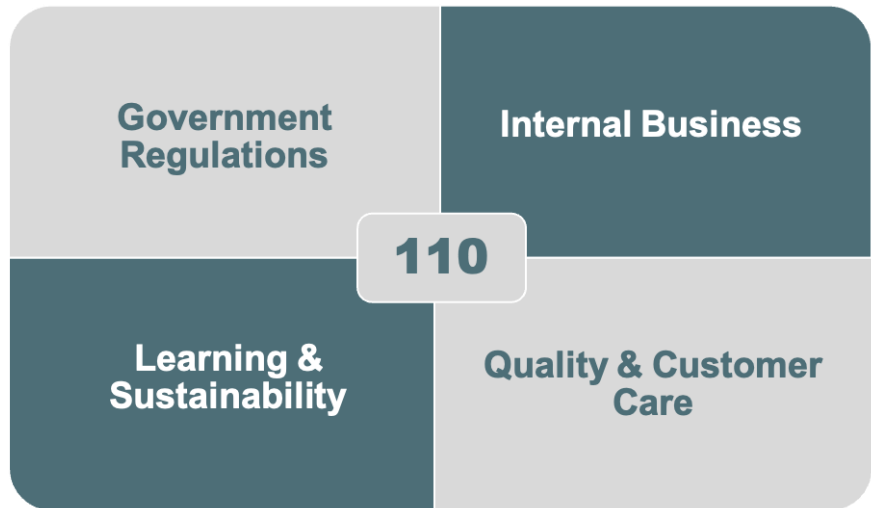 Government
Regulations
Internal Business
110
Learning &
Sustainability
Quality & Customer
Care